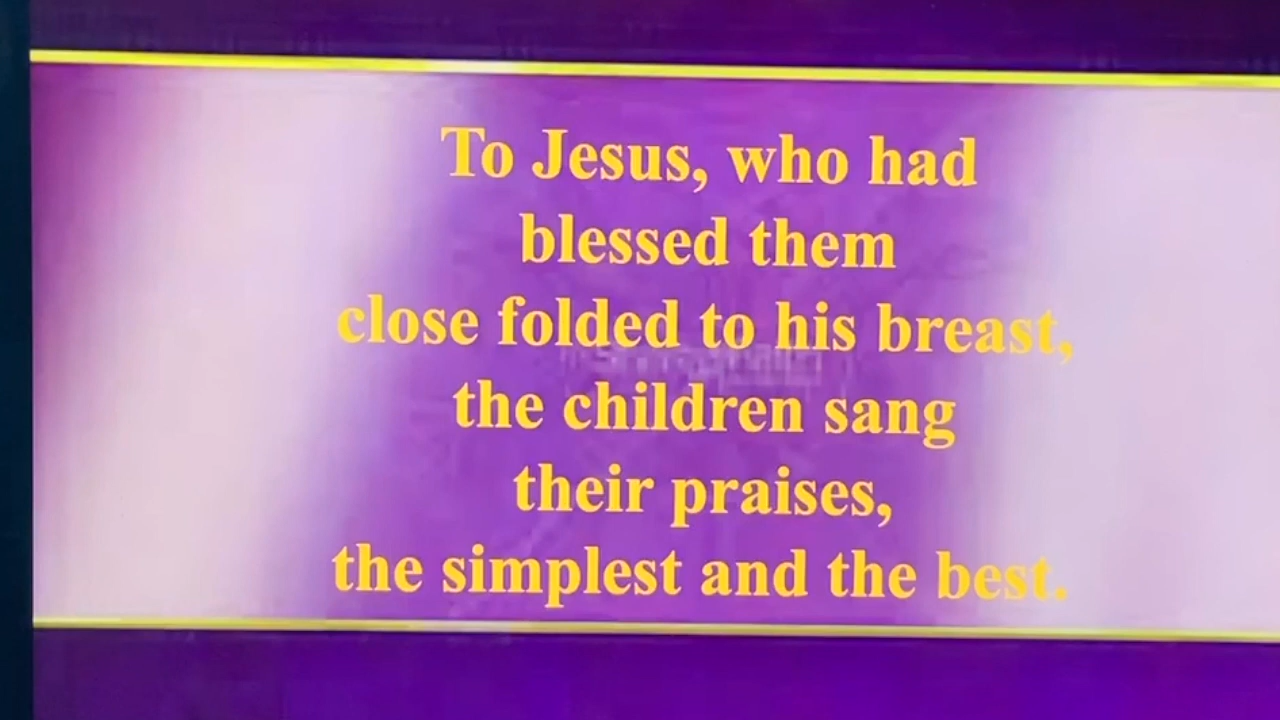 To Jesus, who had
blessed them
close folded to his breast,
the children sang
their praises,
the simplest and the best.